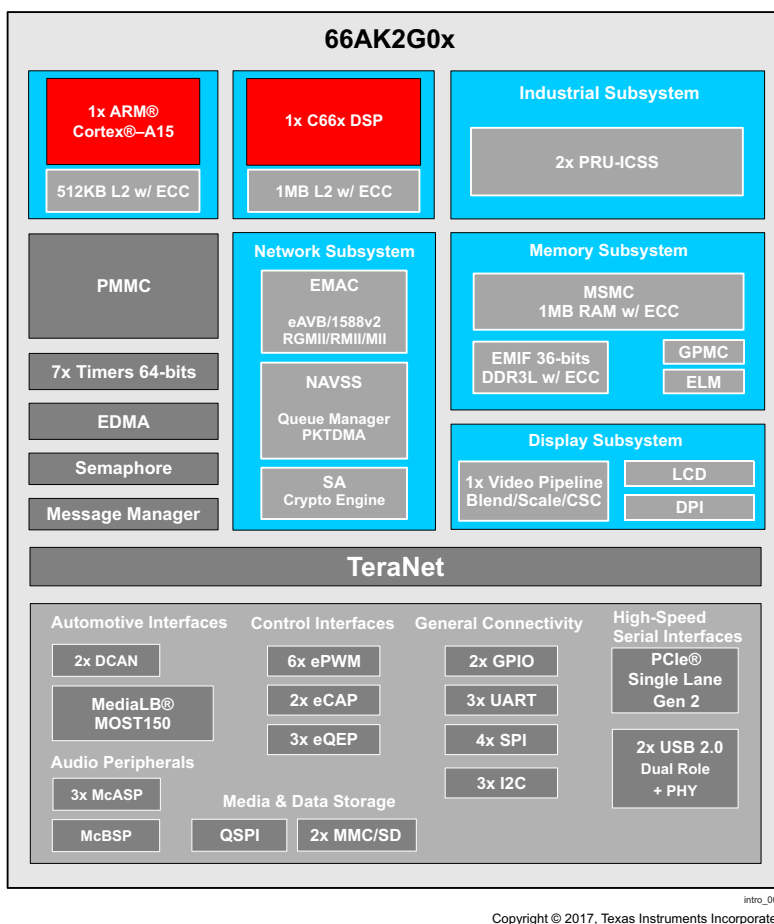 66AK2G0x
1x ARM®
Cortex®–A15
512KB L2 w/ ECC
1x C66x DSP
1MB L2 w/ ECC
Industrial Subsystem
2x PRU-ICSS
PMMC
7x Timers 64-bits
EDMA
Semaphore
Message Manager
Network Subsystem
EMAC
eAVB/1588v2
RGMII/RMII/MII
NAVSS
Queue Manager
PKTDMA
SA
Crypto Engine
Memory Subsystem
MSMC
1MB RAM w/ ECC
EMIF 36-bits
DDR3L w/ ECC
GPMC
ELM
Display Subsystem
1x Video Pipeline
Blend/Scale/CSC
LCD
DPI
TeraNet
Automotive Interfaces
2x DCAN
MediaLB®
MOST150
Audio Peripherals
3x McASP
McBSP
Control Interfaces
6x ePWM
2x eCAP
3x eQEP
Media & Data Storage
QSPI
2x MMC/SD
General Connectivity
2x GPIO
3x UART
4x SPI
3x I2C
High-Speed
Serial Interfaces
PCIe®
Single Lane
Gen 2
2x USB 2.0
Dual Role
+ PHY
Copyright © 2017, Texas Instruments